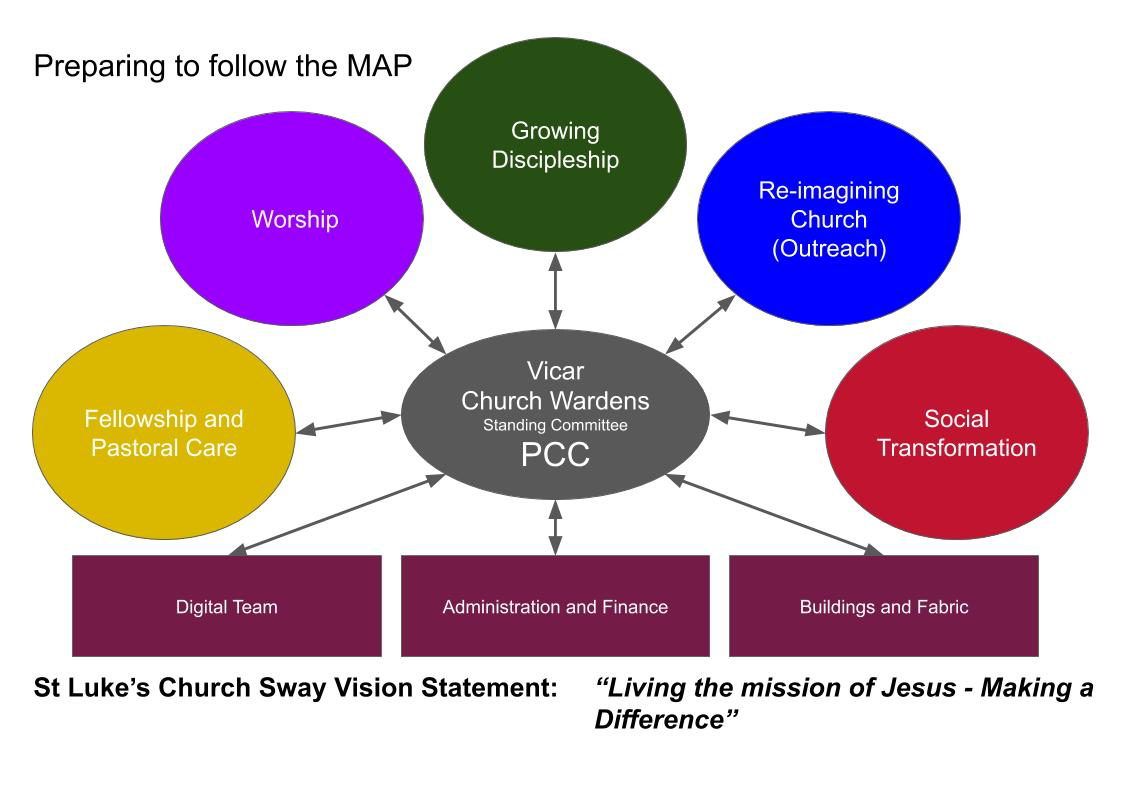 Preparing to follow the MAP
Growing
Discipleship
Worship
Re-imagining
Church
(Outreach)
Fellowship and
Pastoral Care
Vicar
Church Wardens
Standing Committee
PCC
Social
Transformation
Digital Team
Administration and Finance
Buildings and Fabric
St Luke’s Church Sway Vision Statement:
“Living the mission of Jesus - Making a
Difference”